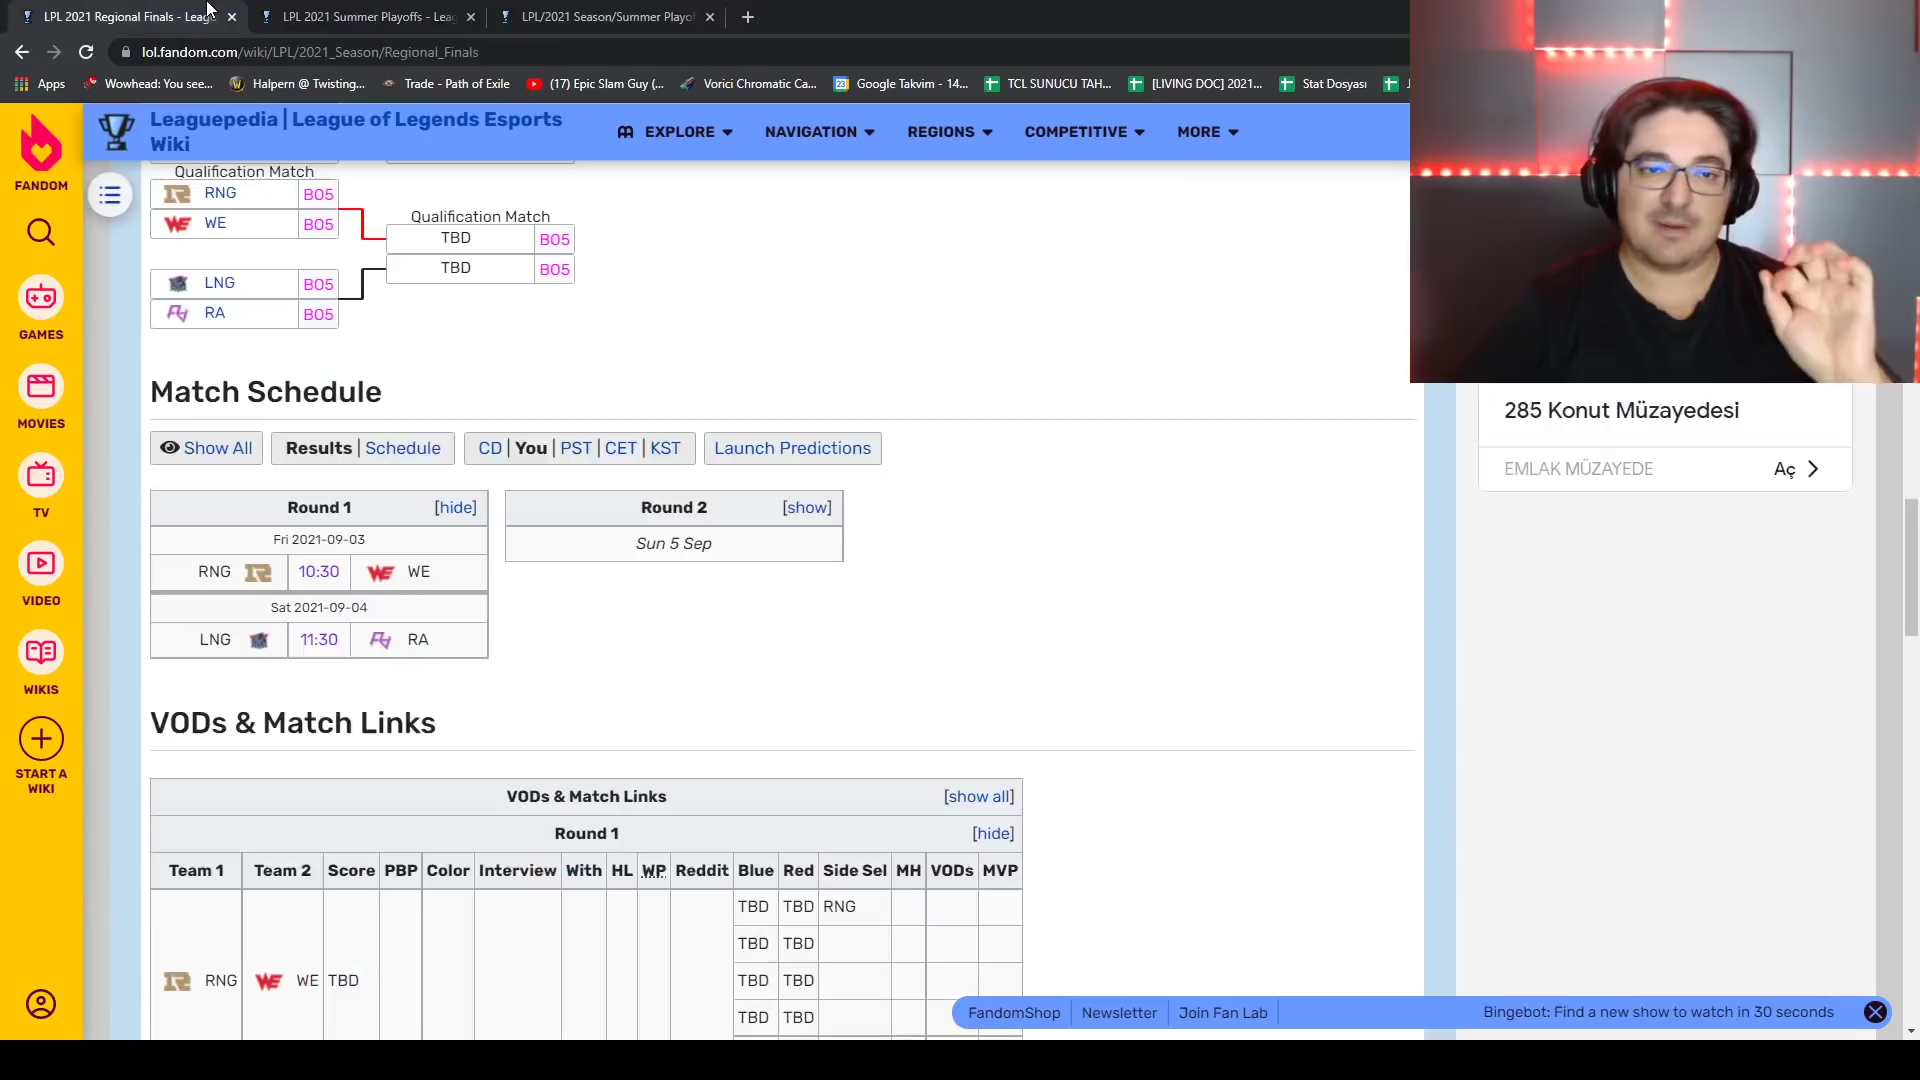 LPL 2021 Regional Finals - Leagu
LPL 2021 Summer Playoffs - Leag
LPL/2021 Season/Summer Playof
lol.fandom.com/wiki/LPL/2021_Season/Regional_Finals
Apps
Wowhead: You see...
Halpern @ Twisting...
Trade - Path of Exile
(17) Epic Slam Guy (...
Vorici Chromatic Ca...
Google Takvim - 14...
TCL SUNUCU TAH...
[LIVING DOC] 2021...
Stat Dosyası
Leaguepedia | League of Legends Esports
Wiki
EXPLORE
NAVIGATION
REGIONS
COMPETITIVE
MORE
FANDOM
GAMES
MOVIES
TV
VIDEO
WIKIS
START A
WIKI
Qualification Match
RNG BO5
WE BO5
Qualification Match
TBD BO5
TBD BO5
LNG BO5
RA BO5
Match Schedule
Show All
Results | Schedule
CD | You | PST | CET | KST
Launch Predictions
Round 1 [hide]
Fri 2021-09-03
RNG 10:30 WE
Sat 2021-09-04
LNG 11:30 RA
Round 2 [show]
Sun 5 Sep
VODs & Match Links
VODs & Match Links [show all]
Round 1 [hide]
Team 1 Team 2 Score PBP Color Interview With HL WP Reddit Blue Red Side Sel MH VODs MVP
TBD TBD RNG
TBD TBD
RNG WE TBD TBD TBD
TBD TBD
285 Konut Müzayedesi
EMLAK MÜZAYEDE Aç
FandomShop
Newsletter
Join Fan Lab
Bingebot: Find a new show to watch in 30 seconds